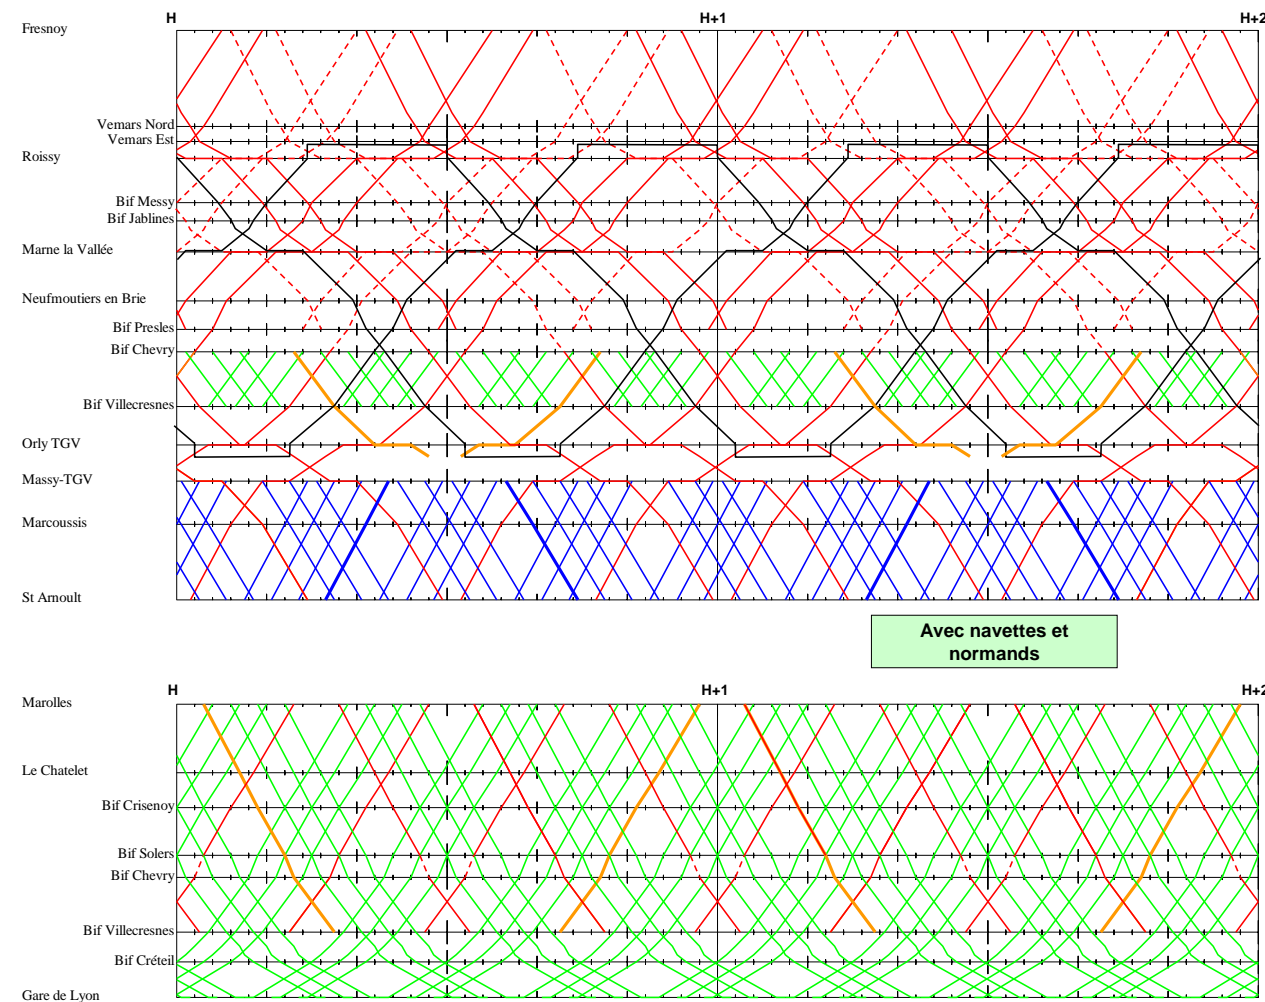 H H+1 H+2
Fresnoy
Vemars Nord
Vemars Est
Roissy
Bif Messy
Bif Jablines
Marne la Vallée
Neufmoutiers en Brie
Bif Presles
Bif Chevry
Bif Villecresnes
Orly TGV
Massy-TGV
Marcoussis
St Arnoult
Avec navettes et
normands
H H+1 H+2
Marolles
Le Chatelet
Bif Crisenoy
Bif Solers
Bif Chevry
Bif Villecresnes
Bif Créteil
Gare de Lyon